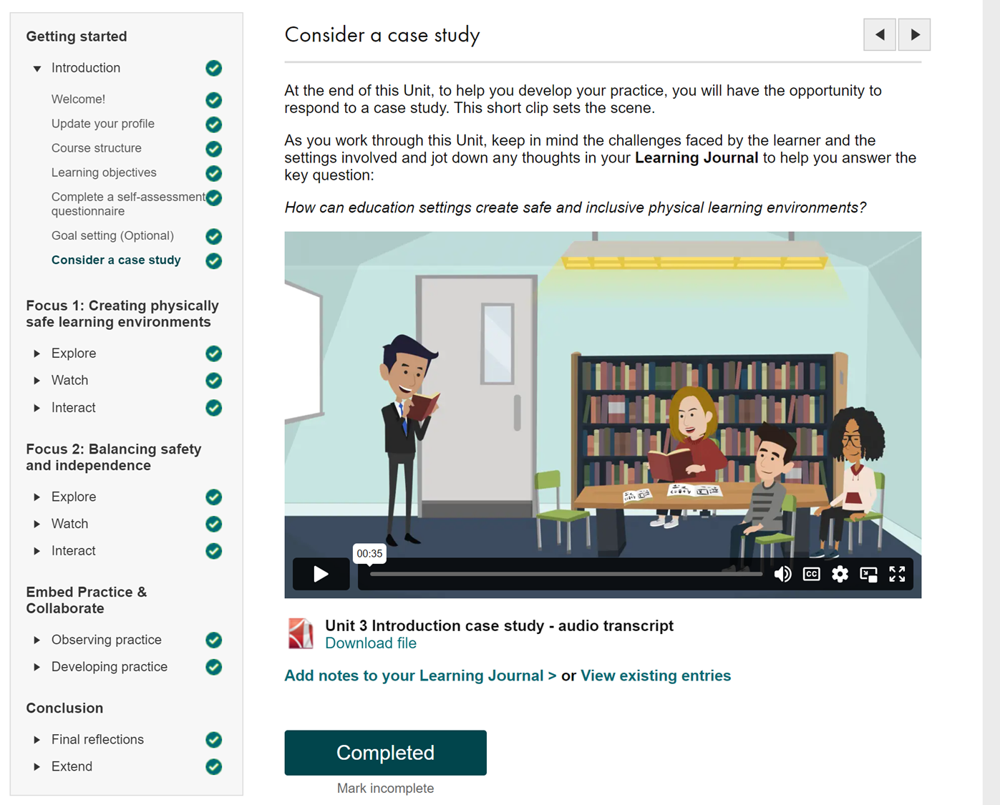 Getting started
Introduction
Welcome!
Update your profile
Course structure
Learning objectives
Complete a self-assessment
questionnaire
Goal setting (Optional)
Consider a case study
Focus 1: Creating physically
safe learning environments
Explore
Watch
Interact
Focus 2: Balancing safety
and independence
Explore
Watch
Interact
Embed Practice &
Collaborate
Observing practice
Developing practice
Conclusion
Final reflections
Extend
Consider a case study
At the end of this Unit, to help you develop your practice, you will have the opportunity to
respond to a case study. This short clip sets the scene.
As you work through this Unit, keep in mind the challenges faced by the learner and the
settings involved and jot down any thoughts in your Learning Journal to help you answer the
key question:
How can education settings create safe and inclusive physical learning environments?
00:35
CC
Unit 3 Introduction case study - audio transcript
Download file
Add notes to your Learning Journal > or View existing entries
Completed
Mark incomplete